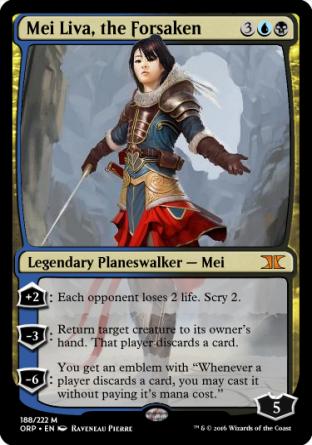 Mei Liva, the Forsaken 3
Legendary Planeswalker — Mei
+2: Each opponent loses 2 life. Scry 2.
-3: Return target creature to its owner's
hand. That player discards a card.
-6: You get an emblem with "Whenever a
player discards a card, you may cast it
without paying it's mana cost."
5
188/222 M
ORP • EN Raveneau Pierre
™ & © 2016 Wizards of the Coast